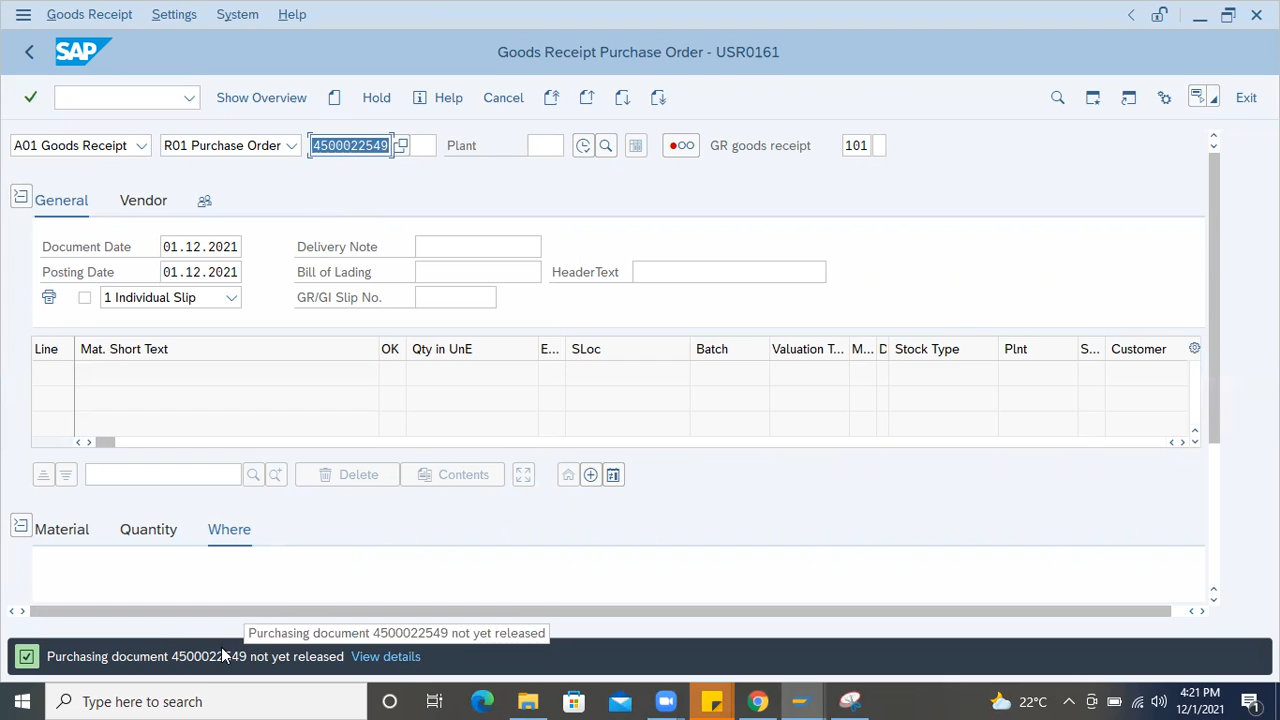 Goods Receipt Settings System Help
SAP Goods Receipt Purchase Order - USR0161
Show Overview Hold Help Cancel Exit
A01 Goods Receipt R01 Purchase Order 4500022549 Plant GR goods receipt 101
General Vendor
Document Date 01.12.2021 Delivery Note
Posting Date 01.12.2021 Bill of Lading HeaderText
1 Individual Slip GR/GI Slip No.
Line Mat. Short Text OK Qty in UnE E... SLoc Batch Valuation T... M... D Stock Type Plnt S... Customer
Delete Contents
Material Quantity Where
Purchasing document 4500022549 not yet released
Purchasing document 4500022549 not yet released View details
Type here to search 22°C 4:21 PM
12/1/2021 1